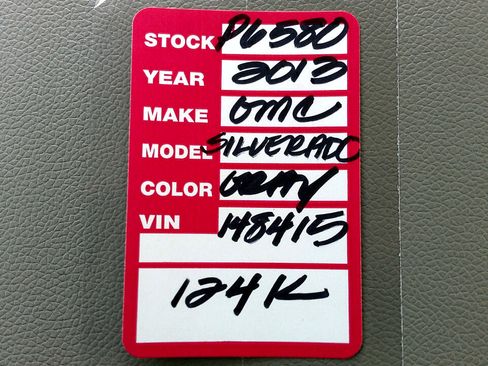 STOCK P6580
YEAR 2013
MAKE GMC
MODEL SILVERADO
COLOR GRAY
VIN 148415
124K